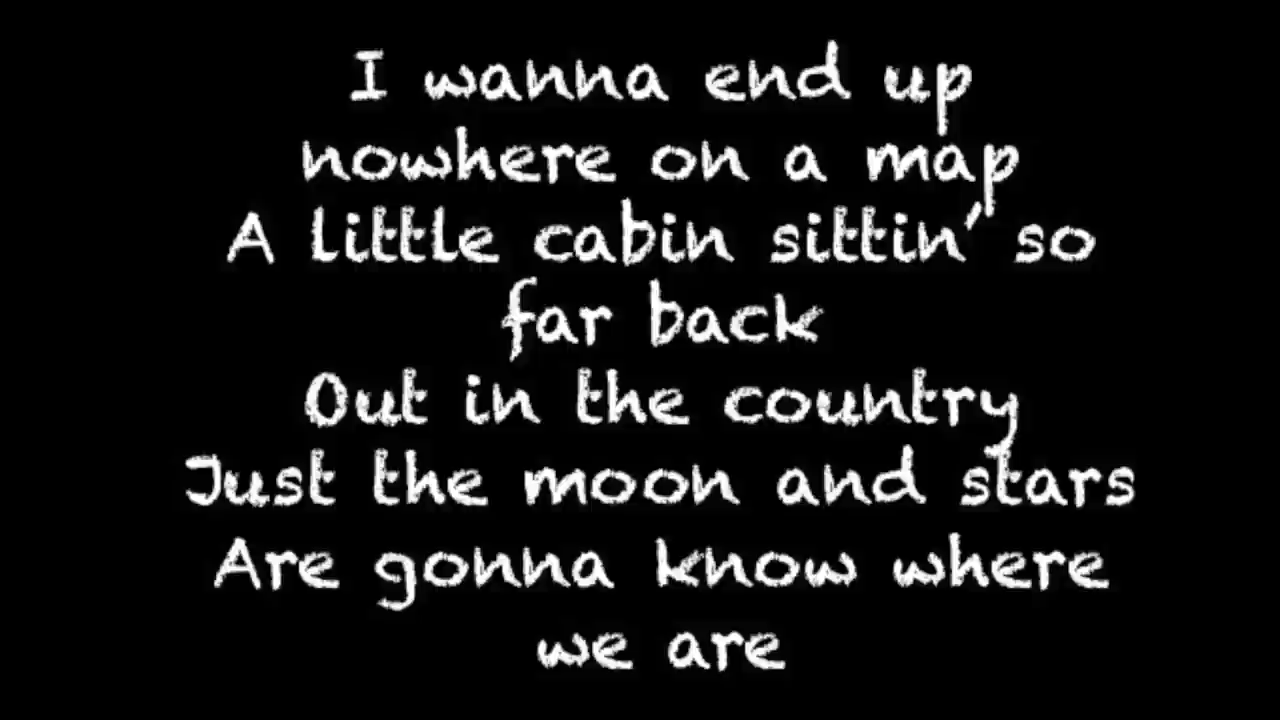 I wanna end up
nowhere on a map
A little cabin sittin' so
far back
Out in the country
Just the moon and stars
Are gonna know where
we are